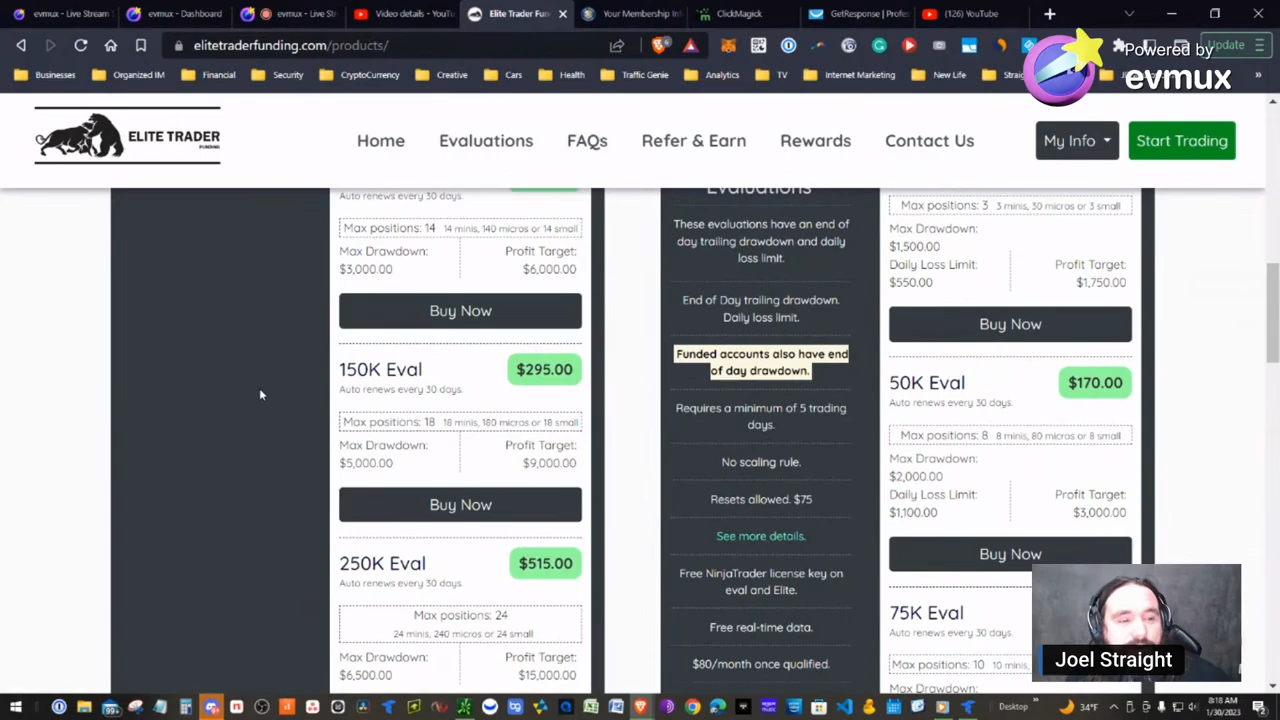 evmux - Live Stream
evmux - Dashboard
evmux - Live Stre
Video details - YouTu
Elite Trader Fun
Your Membership In
ClickMagick
GetResponse | Profes
(126) YouTube
elitetraderfunding.com/products/
Update
Businesses
Organized IM
Financial
Security
CryptoCurrency
Creative
Cars
Health
Traffic Genie
Analytics
TV
Internet Marketing
New Life
Powered by
evmux
ELITE TRADER
FUNDING
Home
Evaluations
FAQs
Refer & Earn
Rewards
Contact Us
My Info
Start Trading
Auto renews every 30 days.
Max positions: 14 14 minis, 140 micros or 14 small
Max Drawdown: Profit Target:
$3,000.00 $6,000.00
Buy Now
150K Eval $295.00
Auto renews every 30 days.
Max positions: 18 18 minis, 180 micros or 18 small
Max Drawdown: Profit Target:
$5,000.00 $9,000.00
Buy Now
250K Eval $515.00
Auto renews every 30 days.
Max positions: 24
24 minis, 240 micros or 24 small
Max Drawdown: Profit Target:
$6,500.00 $15,000.00
Evaluations
These evaluations have an end
of day trailing drawdown and daily
loss limit.
End of Day trailing drawdown.
Daily loss limit.
Funded accounts also have end
of day drawdown.
Requires a minimum of 5 trading
days.
No scaling rule.
Resets allowed. $75
See more details.
Free NinjaTrader license key on
eval and Elite.
Free real-time data.
$80/month once qualified.
Max positions: 3 3 minis, 30 micros or 3 small
Max Drawdown:
$1,500.00
Daily Loss Limit: Profit Target:
$550.00 $1,750.00
Buy Now
50K Eval $170.00
Auto renews every 30 days.
Max positions: 8 8 minis, 80 micros or 8 small
Max Drawdown:
$2,000.00
Daily Loss Limit: Profit Target:
$1,100.00 $3,000.00
Buy Now
75K Eval
Auto renews every 30 days.
Max positions: 10 10 minis,
Max Drawdown:
Joel Straight
Desktop
34°F
8:18 AM
1/30/2023